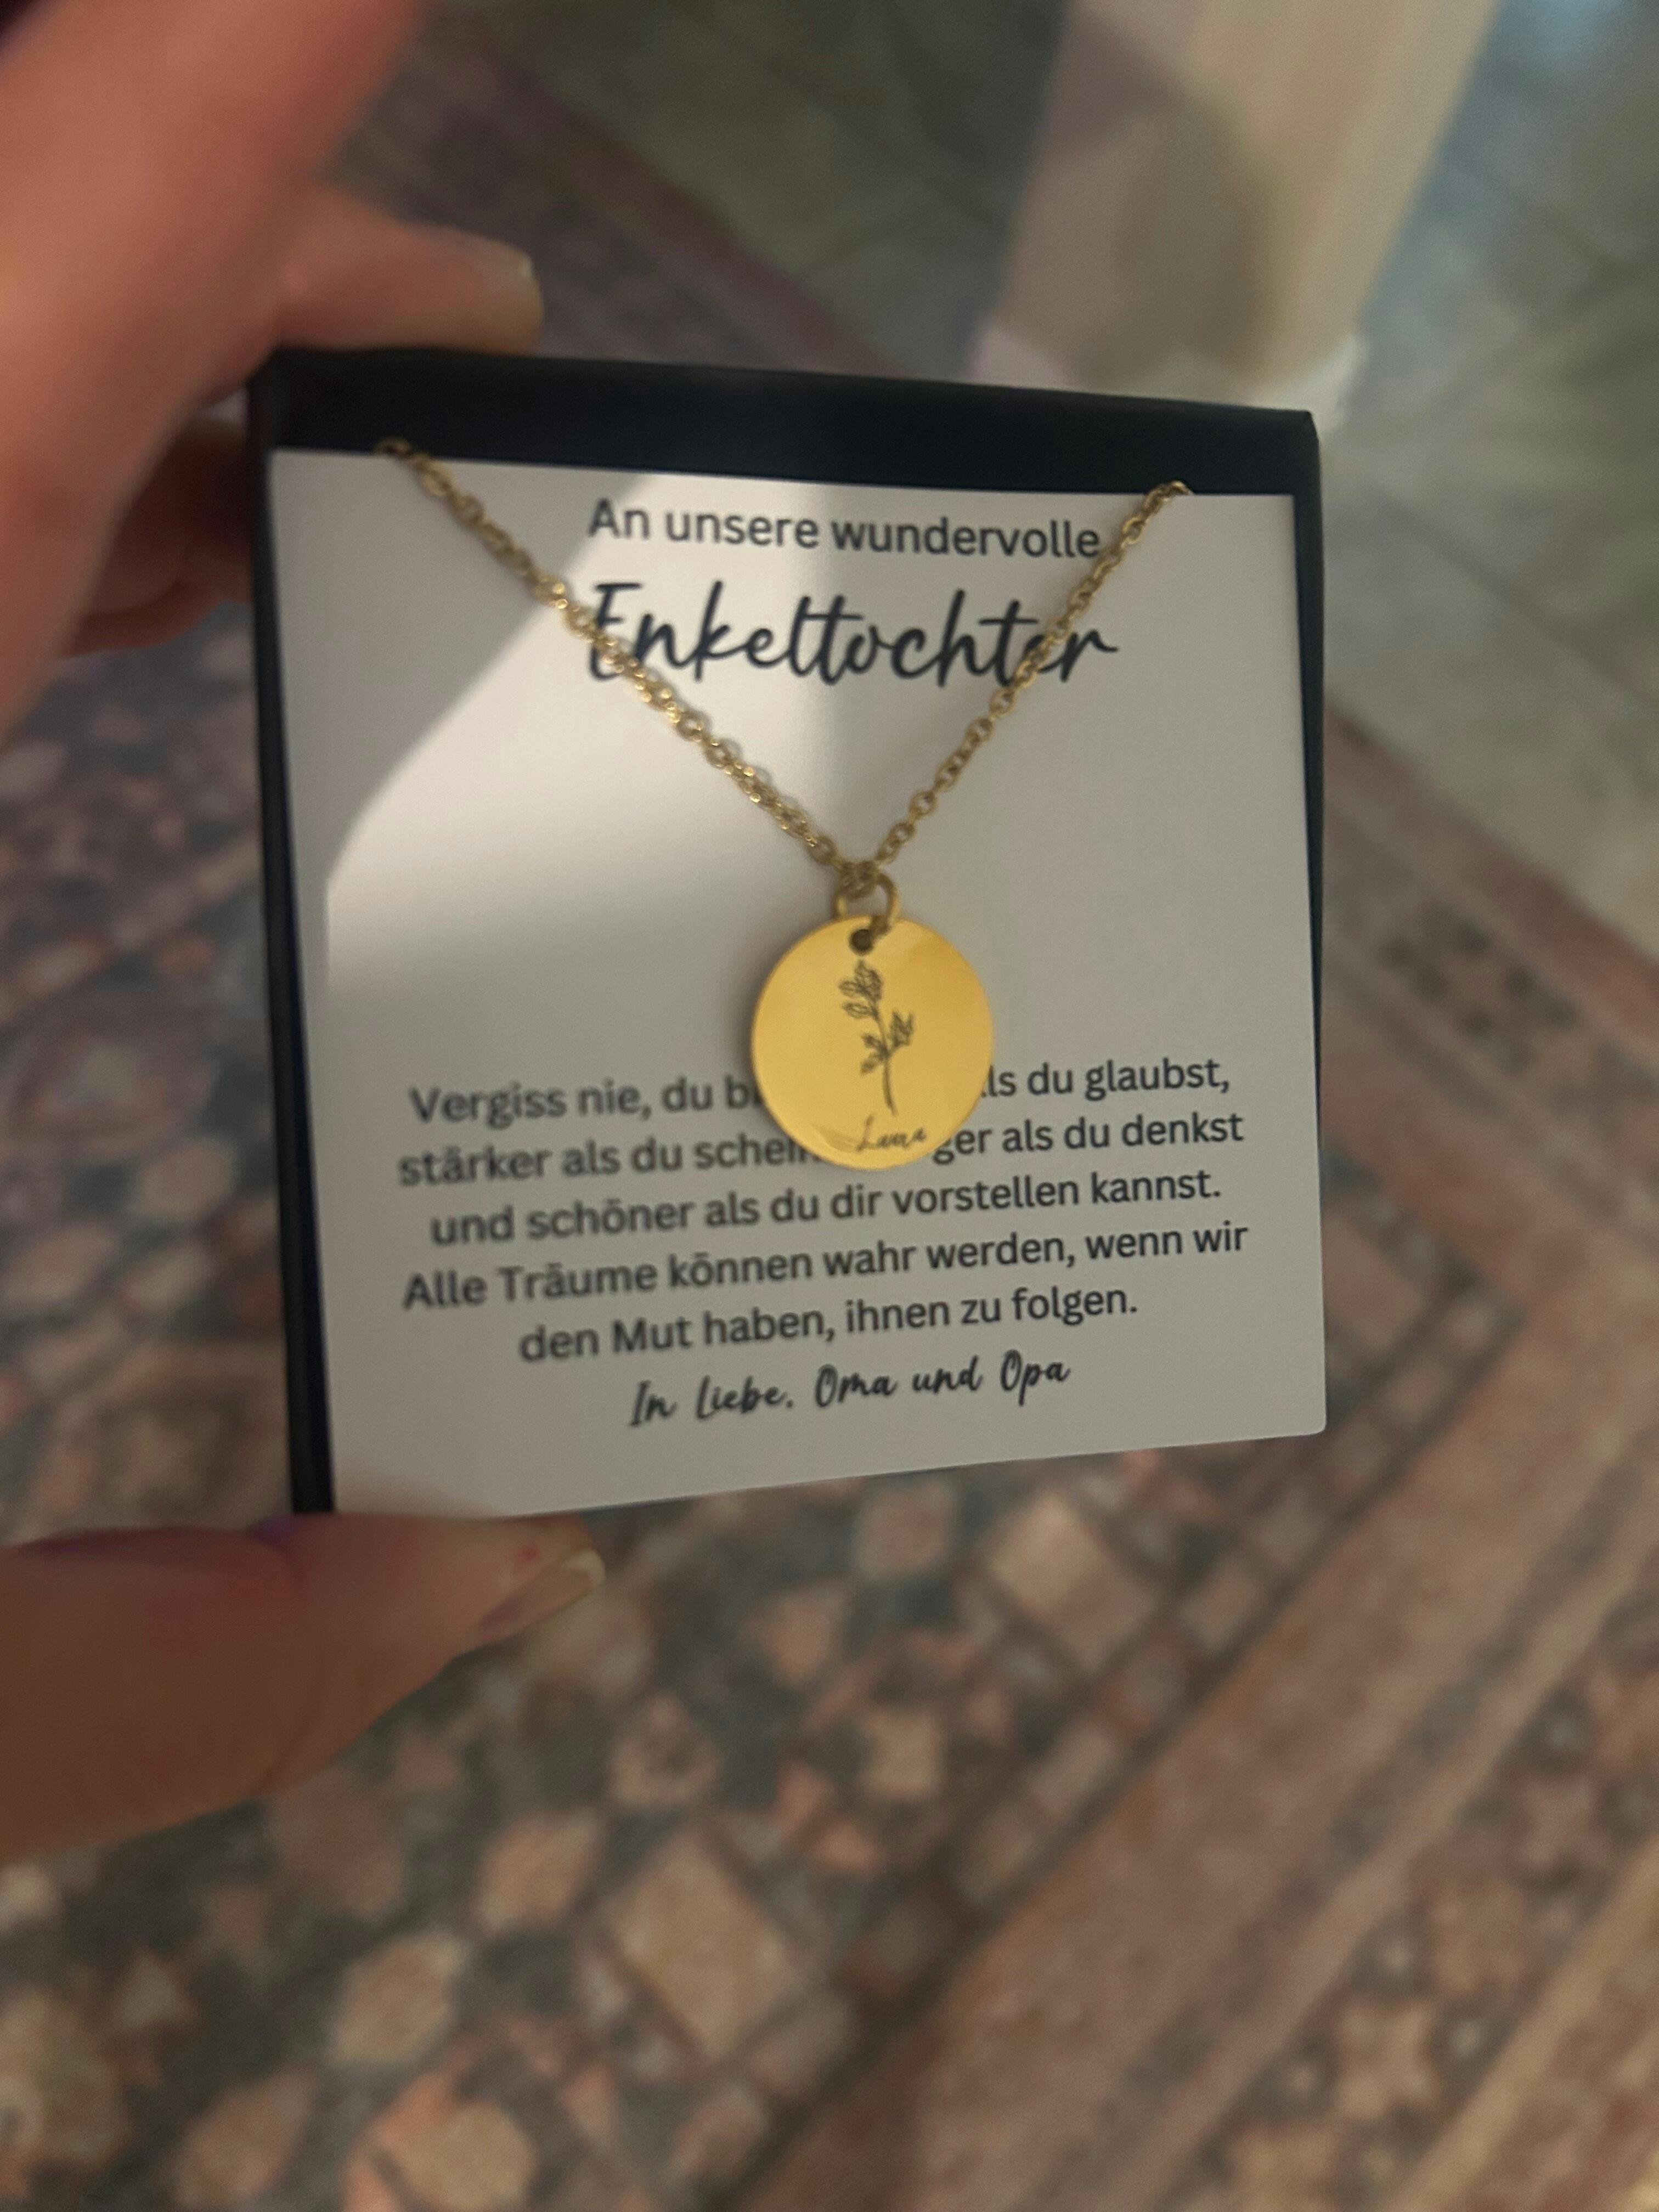 An unsere wundervolle
Enkeltochter
Vergiss nie, du b ls du glaubst,
stärker als du schein ger als du denkst
und schöner als du dir vorstellen kannst.
Alle Träume können wahr werden, wenn wir
den Mut haben, ihnen zu folgen.
In Liebe, Oma und Opa